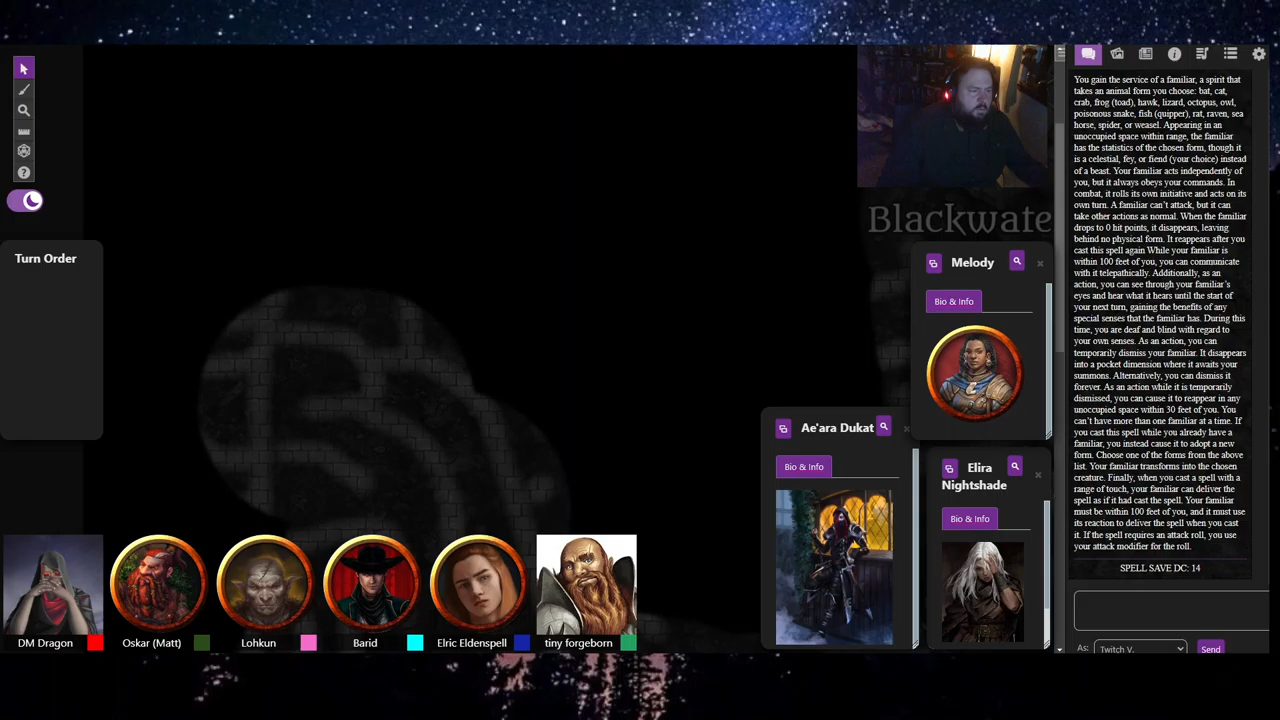 Turn Order
Blackwate
Melody
Bio & Info
Ae'ara Dukat
Bio & Info
Elira
Nightshade
Bio & Info
DM Dragon
Oskar (Matt)
Lohkun
Barid
Elric Eldenspell
tiny forgeborn
You gain the service of a familiar, a spirit that
takes an animal form you choose: bat, cat,
crab, frog (toad), hawk, lizard, octopus, owl,
poisonous snake, fish (quipper), rat, raven, sea
horse, spider, or weasel. Appearing in an
unoccupied space within range, the familiar
has the statistics of the chosen form, though it
is a celestial, fey, or fiend (your choice) instead
of a beast. Your familiar acts independently of
you, but it always obeys your commands. In
combat, it rolls its own initiative and acts on its
own turn. A familiar can't attack, but it can
take other actions as normal. When the familiar
drops to 0 hit points, it disappears, leaving
behind no physical form. It reappears after you
cast this spell again While your familiar is
within 100 feet of you, you can communicate
with it telepathically. Additionally, as an
action, you can see through your familiar's
eyes and hear what it hears until the start of
your next turn, gaining the benefits of any
special senses that the familiar has. During this
time, you are deaf and blind with regard to
your own senses. As an action, you can
temporarily dismiss your familiar. It disappears
into a pocket dimension where it awaits your
summons. Alternatively, you can dismiss it
forever. As an action while it is temporarily
dismissed, you can cause it to reappear in any
unoccupied space within 30 feet of you. You
can't have more than one familiar at a time. If
you cast this spell while you already have a
familiar, you instead cause it to adopt a new
form. Choose one of the forms from the above
list. Your familiar transforms into the chosen
creature. Finally, when you cast a spell with a
range of touch, your familiar can deliver the
spell as if it had cast the spell. Your familiar
must be within 100 feet of you, and it must use
its reaction to deliver the spell when you cast
it. If the spell requires an attack roll, you use
your attack modifier for the roll.
SPELL SAVE DC: 14
As:
Twitch V.
Send